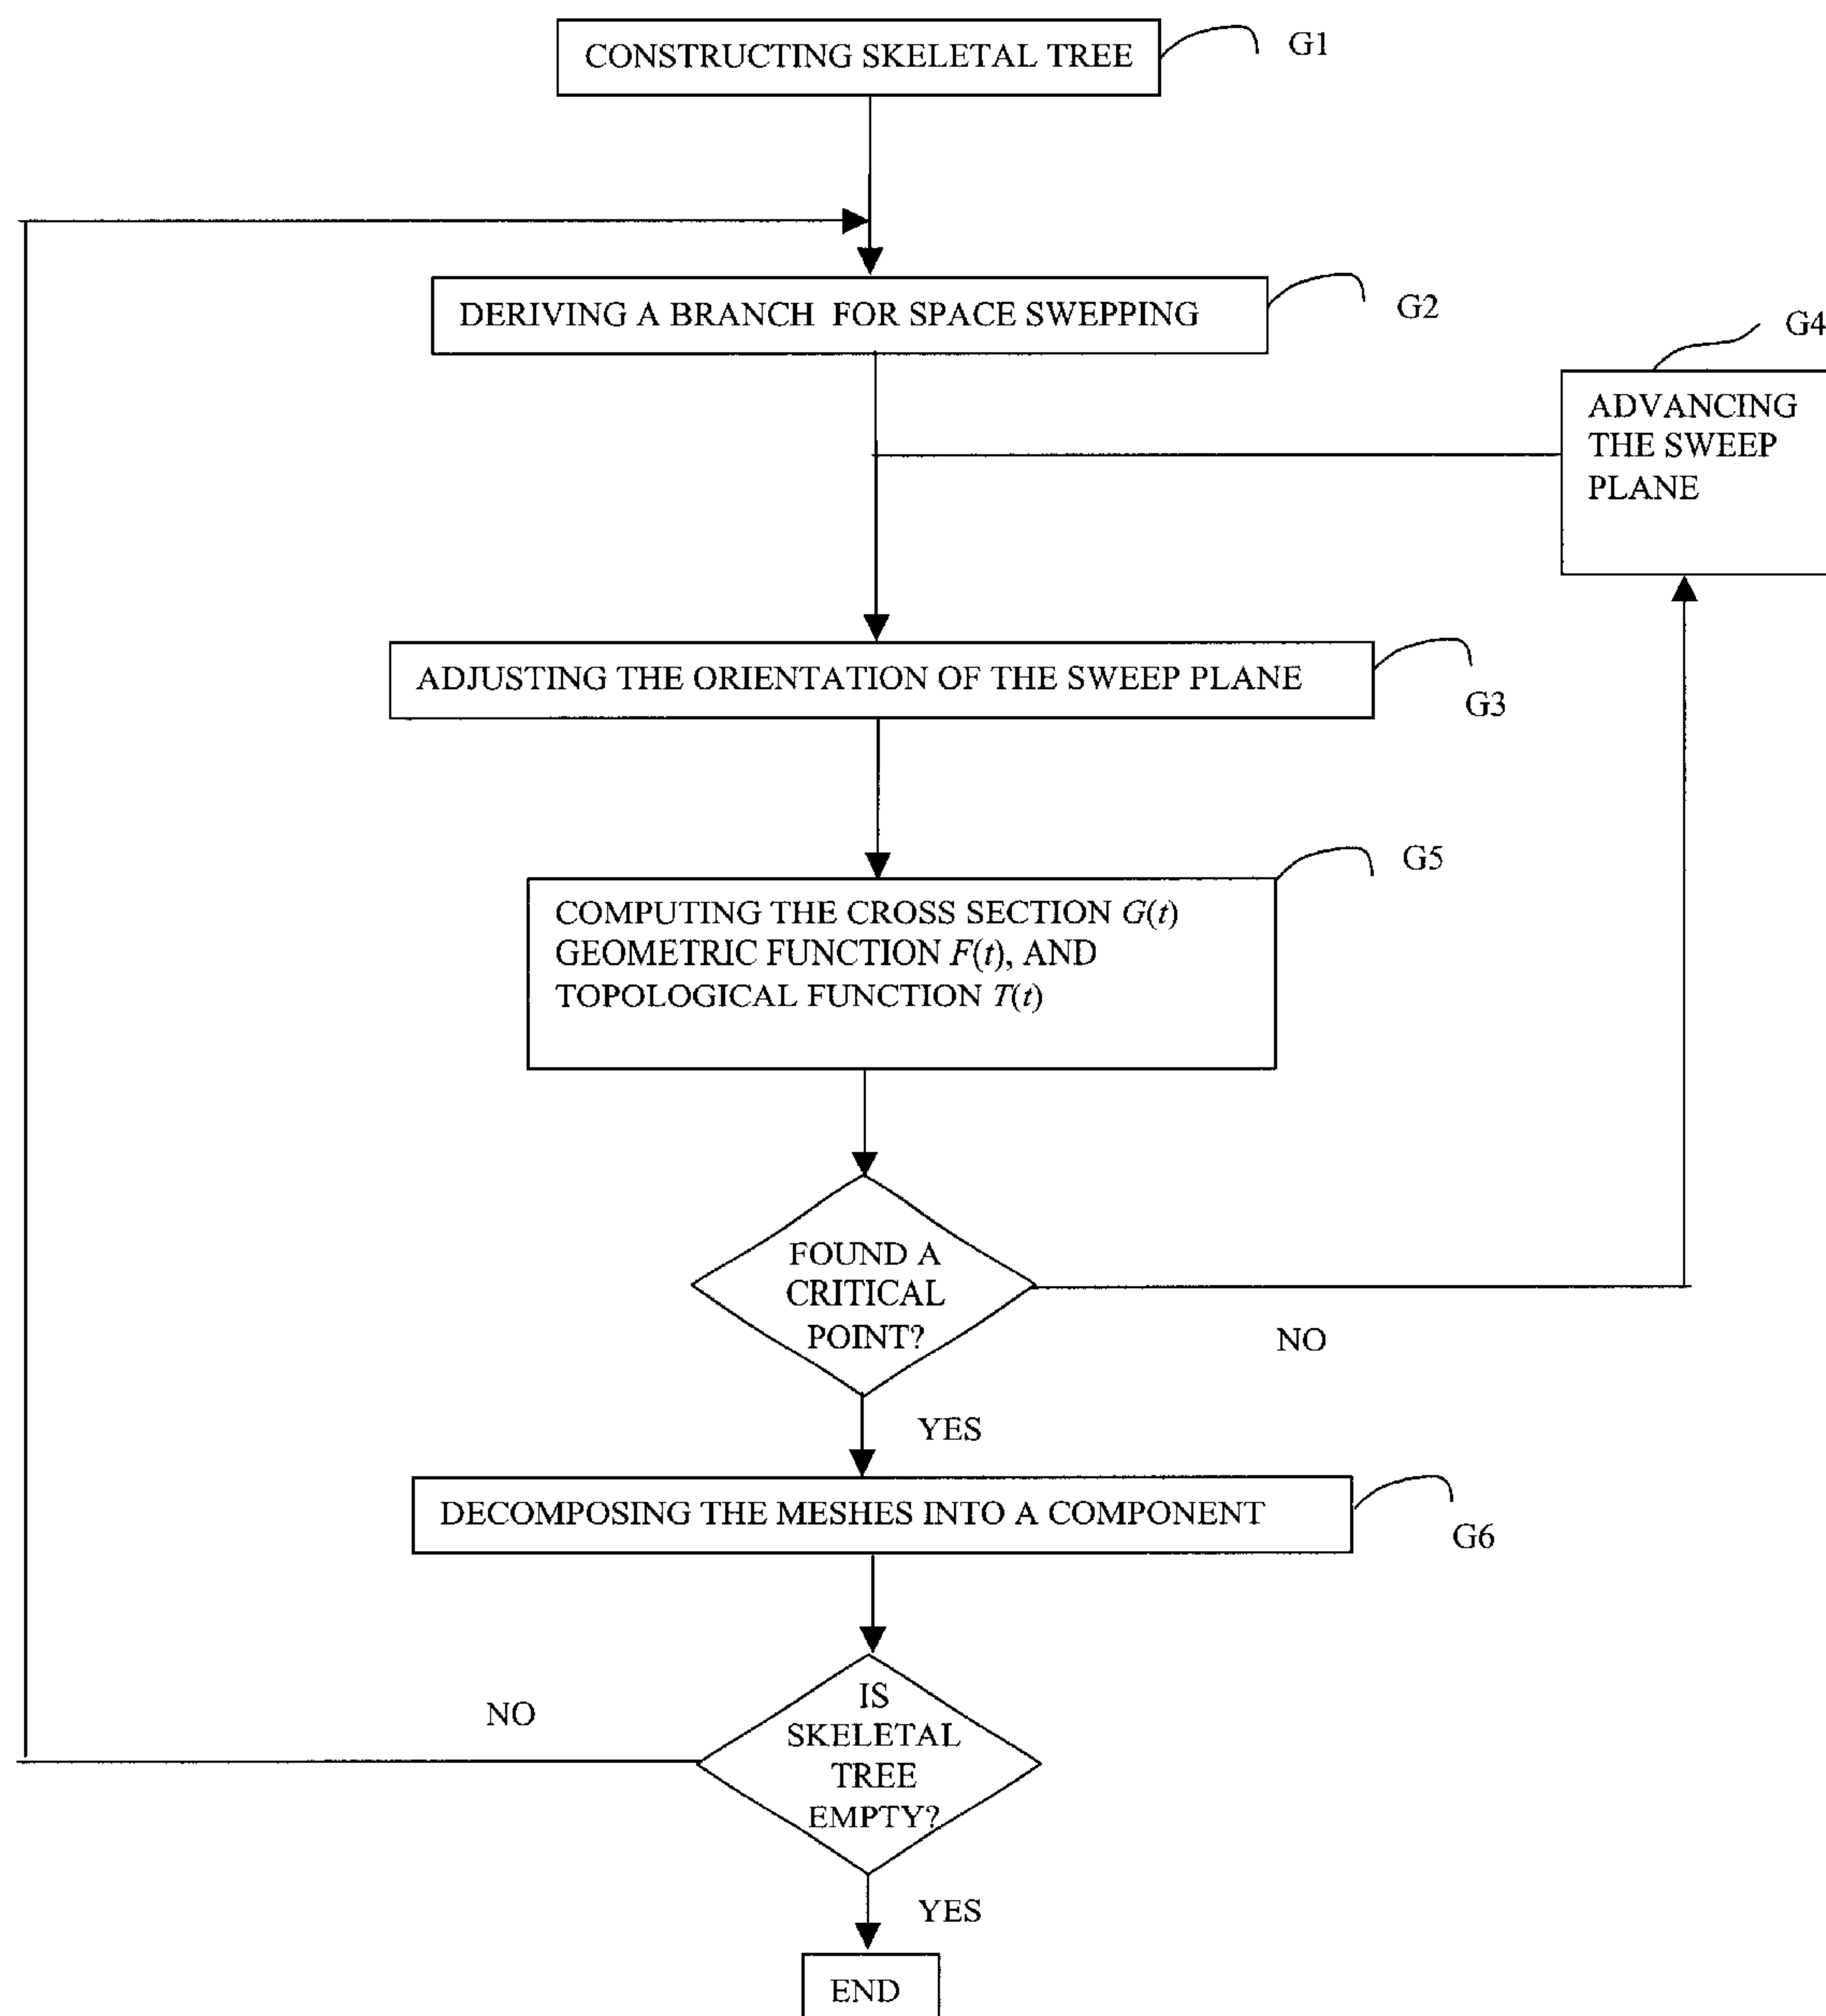 CONSTRUCTING SKELETAL TREE
G1
DERIVING A BRANCH FOR SPACE SWEPPING
G2
G4
ADVANCING
THE SWEEP
PLANE
ADJUSTING THE ORIENTATION OF THE SWEEP PLANE
G3
G5
COMPUTING THE CROSS SECTION G(t)
GEOMETRIC FUNCTION F(t), AND
TOPOLOGICAL FUNCTION T(t)
FOUND A
CRITICAL
POINT?
NO
YES
DECOMPOSING THE MESHES INTO A COMPONENT
G6
NO
IS
SKELETAL
TREE
EMPTY?
YES
END